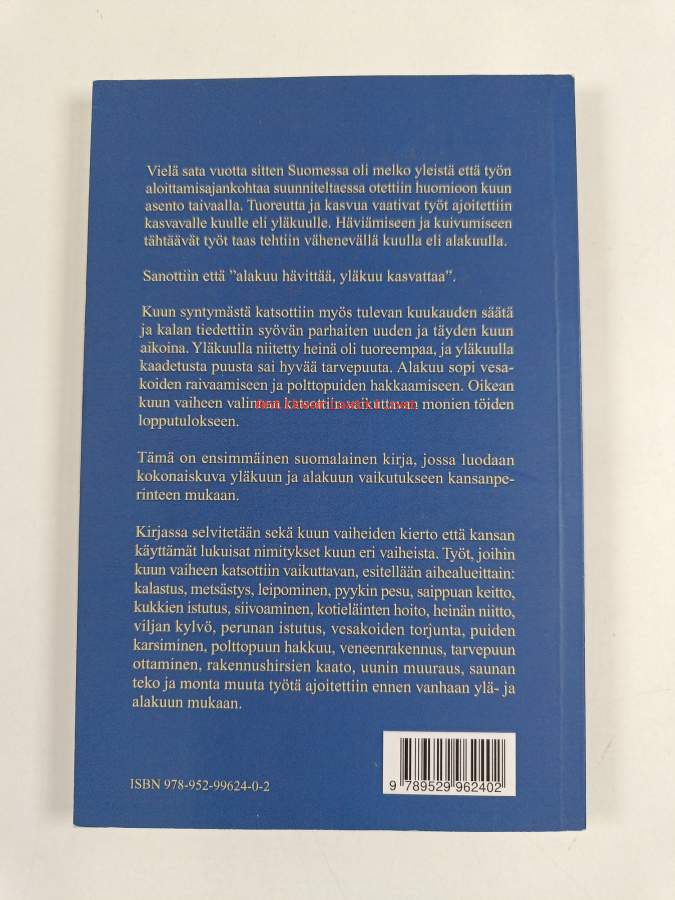 Vielä sata vuotta sitten Suomessa oli melko yleistä että työn
aloittamisajankohtaa suunniteltaessa otettiin huomioon kuun
asento taivaalla. Tuoreutta ja kasvua vaativat työt ajoitettiin
kasvavalle kuulle eli yläkuulle. Häviämiseen ja kuivumiseen
tähtäävät työt taas tehtiin vähenevällä kuulla eli alakuulla.
Sanottiin että ”alakuu hävittää, yläkuu kasvattaa”.
Kuun syntymästä katsottiin myös tulevan kuukauden säätä
ja kalan tiedettiin syövän parhaiten uuden ja täyden kuun
aikoina. Yläkuulla niitetty heinä oli tuoreempaa, ja yläkuulla
kaadetusta puusta sai hyvää tarvepuuta. Alakuu sopi vesa-
koiden raivaamiseen ja polttopuiden hakkaamiseen. Oikean
kuun vaiheen valinnan katsottiin vaikuttavan monien töiden
lopputulokseen.
Tämä on ensimmäinen suomalainen kirja, jossa luodaan
kokonaiskuva yläkuun ja alakuun vaikutukseen kansanpe-
rinteen mukaan.
Kirjassa selvitetään sekä kuun vaiheiden kierto että kansan
käyttämät lukuisat nimitykset kuun eri vaiheista. Työt, joihin
kuun vaiheen katsottiin vaikuttavan, esitellään aihealueittain:
kalastus, metsästys, leipominen, pyykin pesu, saippuan keitto,
kukkien istutus, siivoaminen, kotieläinten hoito, heinän niitto,
viljan kylvö, perunan istutus, vesakoiden torjunta, puiden
karsiminen, polttopuun hakkuu, veneenrakennus, tarvepuun
ottaminen, rakennushirsien kaato, uunin muuraus, saunan
teko ja monta muuta työtä ajoitettiin ennen vanhaan ylä- ja
alakuun mukaan.
ISBN 978-952-99624-0-2
9 789529 962402